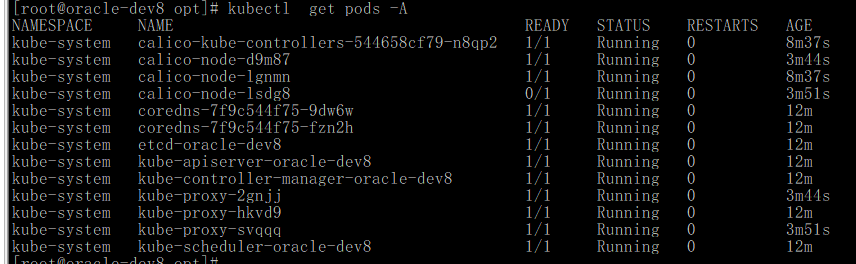 [root@oracle-dev8 opt]# kubectl  get pods -A
NAMESPACE     NAME                                       READY   STATUS    RESTARTS   AGE
kube-system   calico-kube-controllers-544658cf79-n8qp2   1/1     Running   0          8m37s
kube-system   calico-node-d9m87                          1/1     Running   0          3m44s
kube-system   calico-node-lgnmn                          1/1     Running   0          8m37s
kube-system   calico-node-lsdg8                          0/1     Running   0          3m51s
kube-system   coredns-7f9c544f75-9dw6w                   1/1     Running   0          12m
kube-system   coredns-7f9c544f75-fzn2h                   1/1     Running   0          12m
kube-system   etcd-oracle-dev8                           1/1     Running   0          12m
kube-system   kube-apiserver-oracle-dev8                 1/1     Running   0          12m
kube-system   kube-controller-manager-oracle-dev8        1/1     Running   0          12m
kube-system   kube-proxy-2gnjj                           1/1     Running   0          3m44s
kube-system   kube-proxy-hkvd9                           1/1     Running   0          12m
kube-system   kube-proxy-svqqq                           1/1     Running   0          3m51s
kube-system   kube-scheduler-oracle-dev8                 1/1     Running   0          12m
[root@oracle-dev8 opt]#